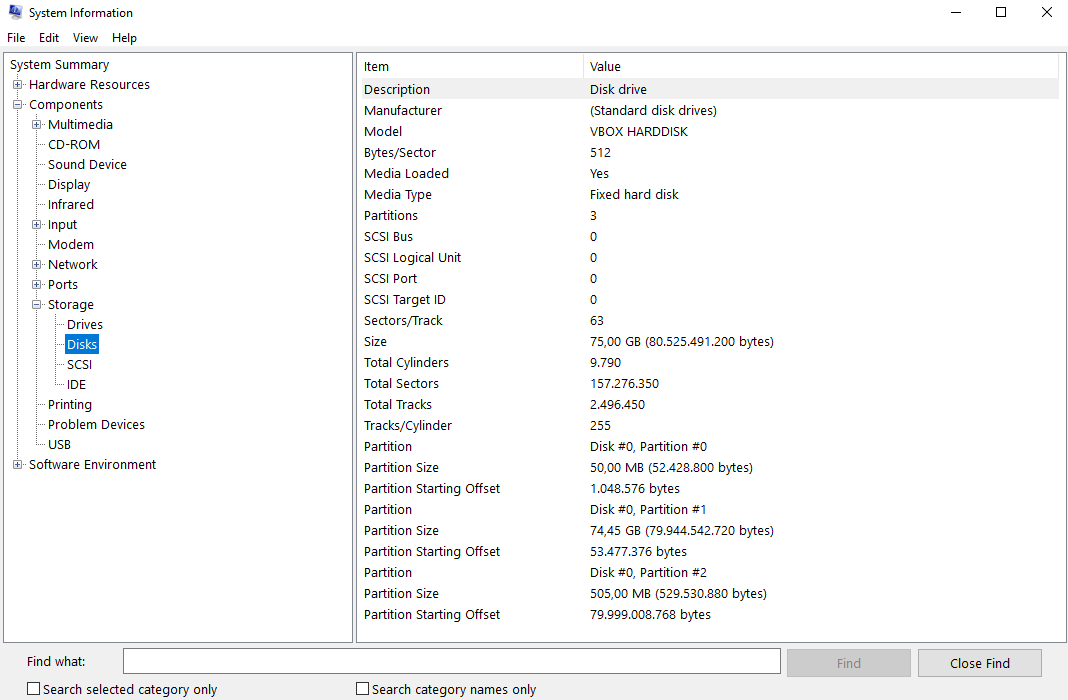 System Information
File Edit View Help
System Summary
Hardware Resources
Components
Multimedia
CD-ROM
Sound Device
Display
Infrared
Input
Modem
Network
Ports
Storage
Drives
Disks
SCSI
IDE
Printing
Problem Devices
USB
Software Environment
Item Value
Description Disk drive
Manufacturer (Standard disk drives)
Model VBOX HARDDISK
Bytes/Sector 512
Media Loaded Yes
Media Type Fixed hard disk
Partitions 3
SCSI Bus 0
SCSI Logical Unit 0
SCSI Port 0
SCSI Target ID 0
Sectors/Track 63
Size 75,00 GB (80.525.491.200 bytes)
Total Cylinders 9.790
Total Sectors 157.276.350
Total Tracks 2.496.450
Tracks/Cylinder 255
Partition Disk #0, Partition #0
Partition Size 50,00 MB (52.428.800 bytes)
Partition Starting Offset 1.048.576 bytes
Partition Disk #0, Partition #1
Partition Size 74,45 GB (79.944.542.720 bytes)
Partition Starting Offset 53.477.376 bytes
Partition Disk #0, Partition #2
Partition Size 505,00 MB (529.530.880 bytes)
Partition Starting Offset 79.999.008.768 bytes
Find what: Find Close Find
Search selected category only Search category names only